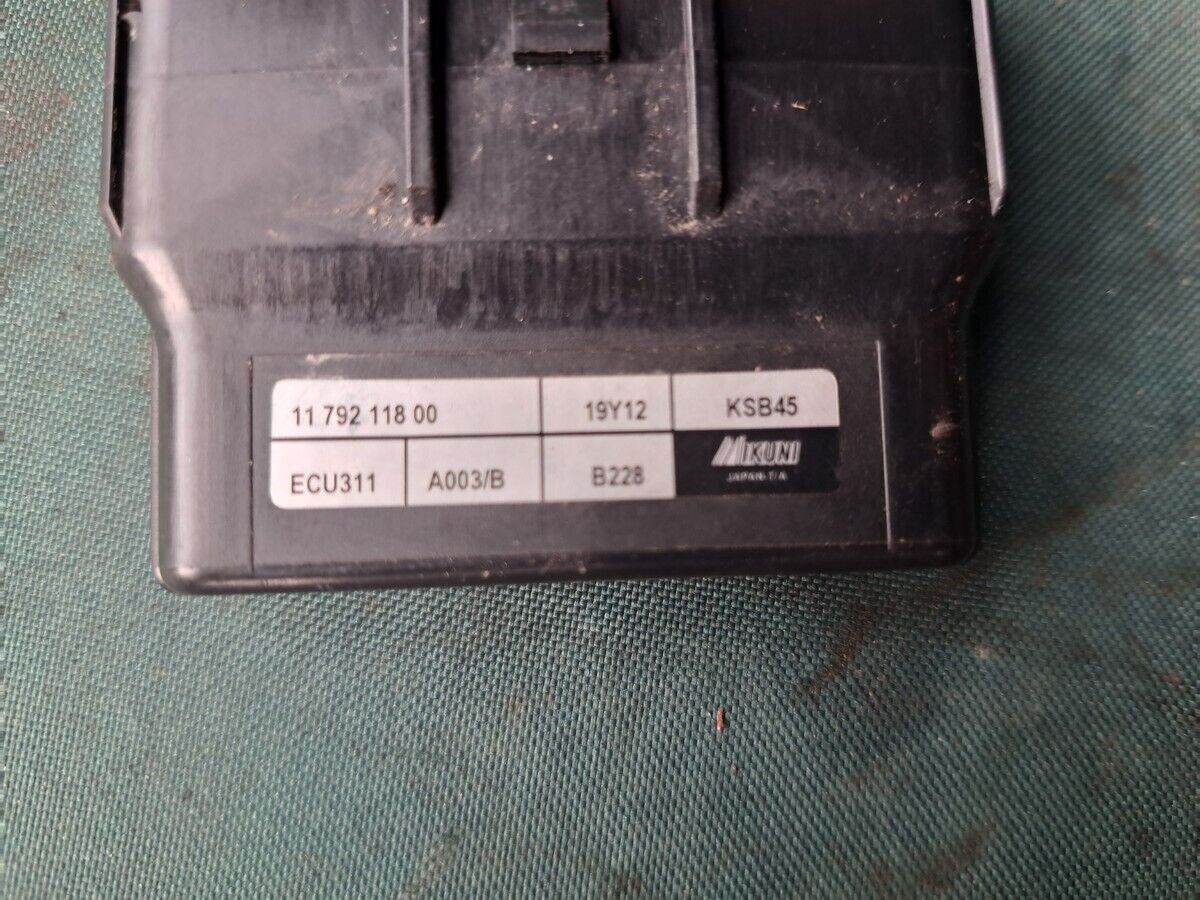 11 792 118 00 19Y12 KSB45
ECU311 A003/B B228 MIKUNI
JAPAN-T/A